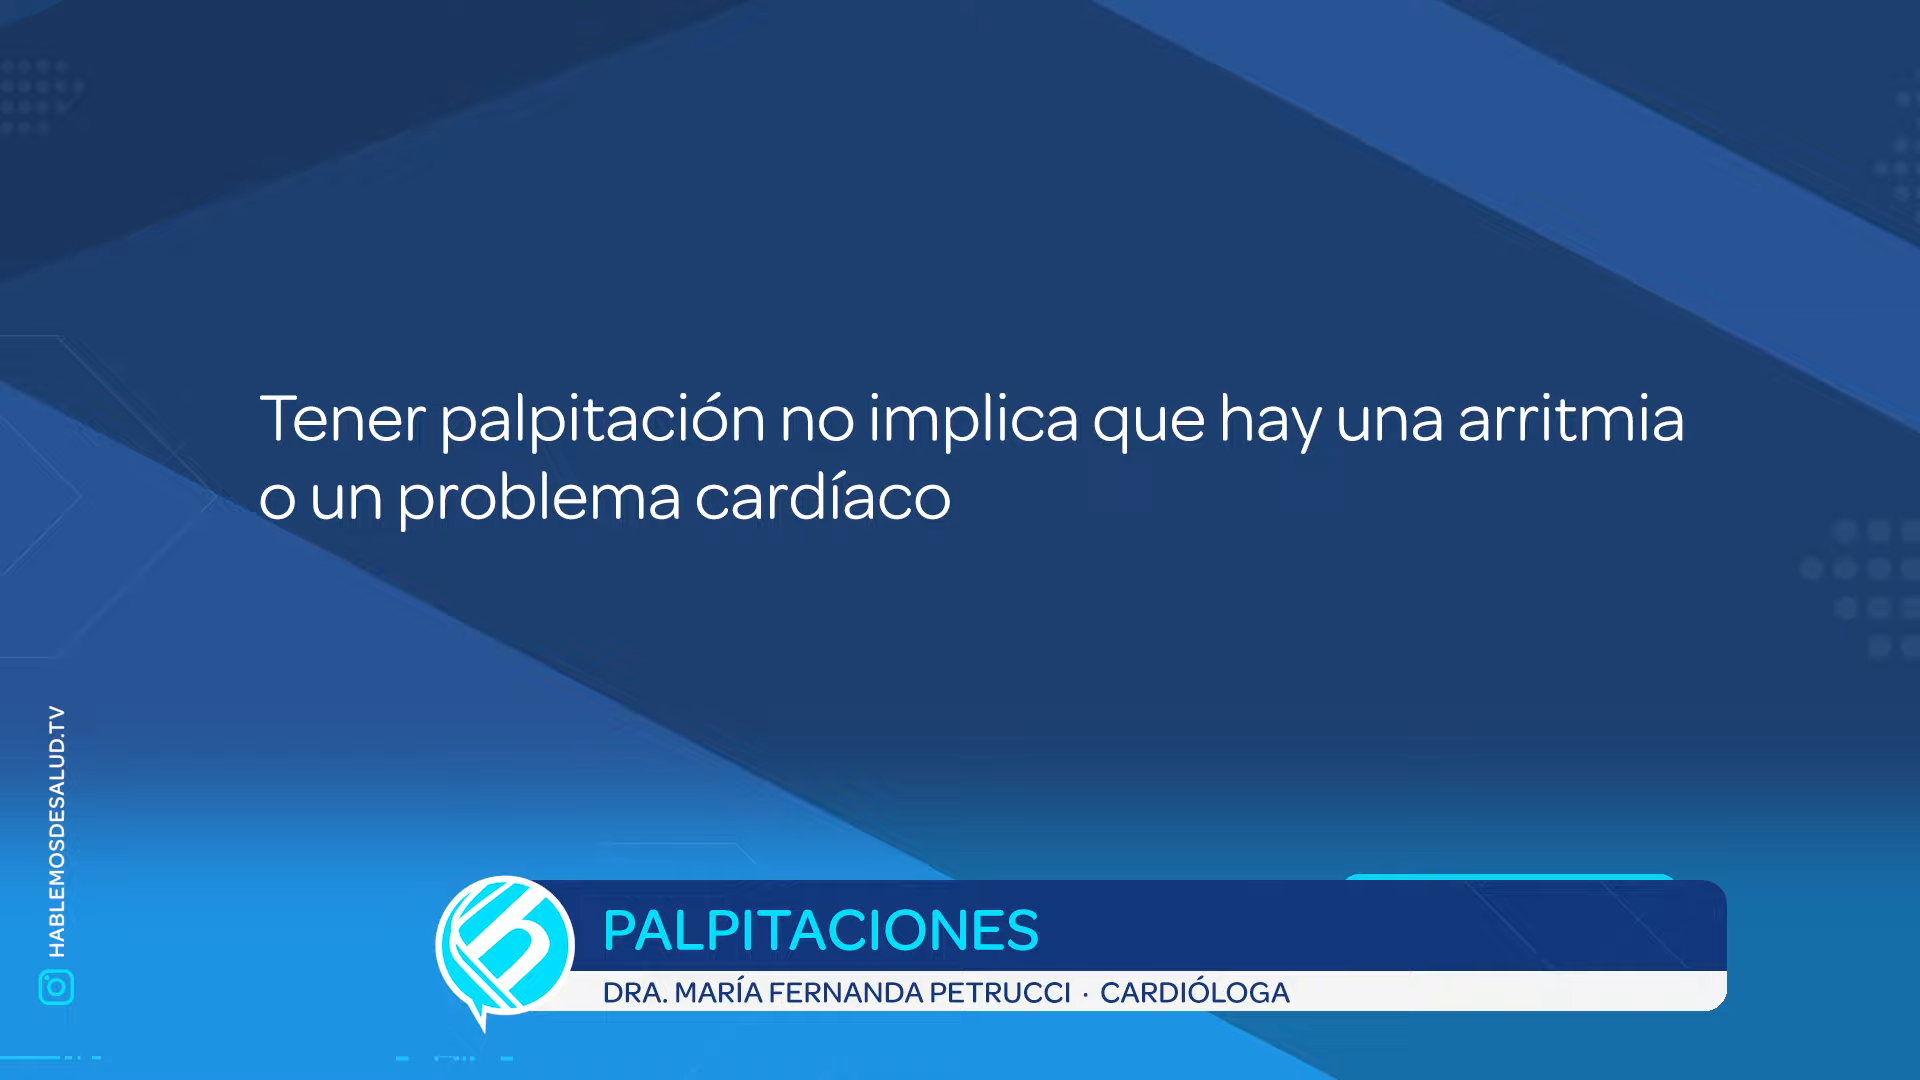 Tener palpitación no implica que hay una arritmia
o un problema cardíaco
HABLEMOSDESALUD.TV
PALPITACIONES
DRA. MARÍA FERNANDA PETRUCCI · CARDIÓLOGA